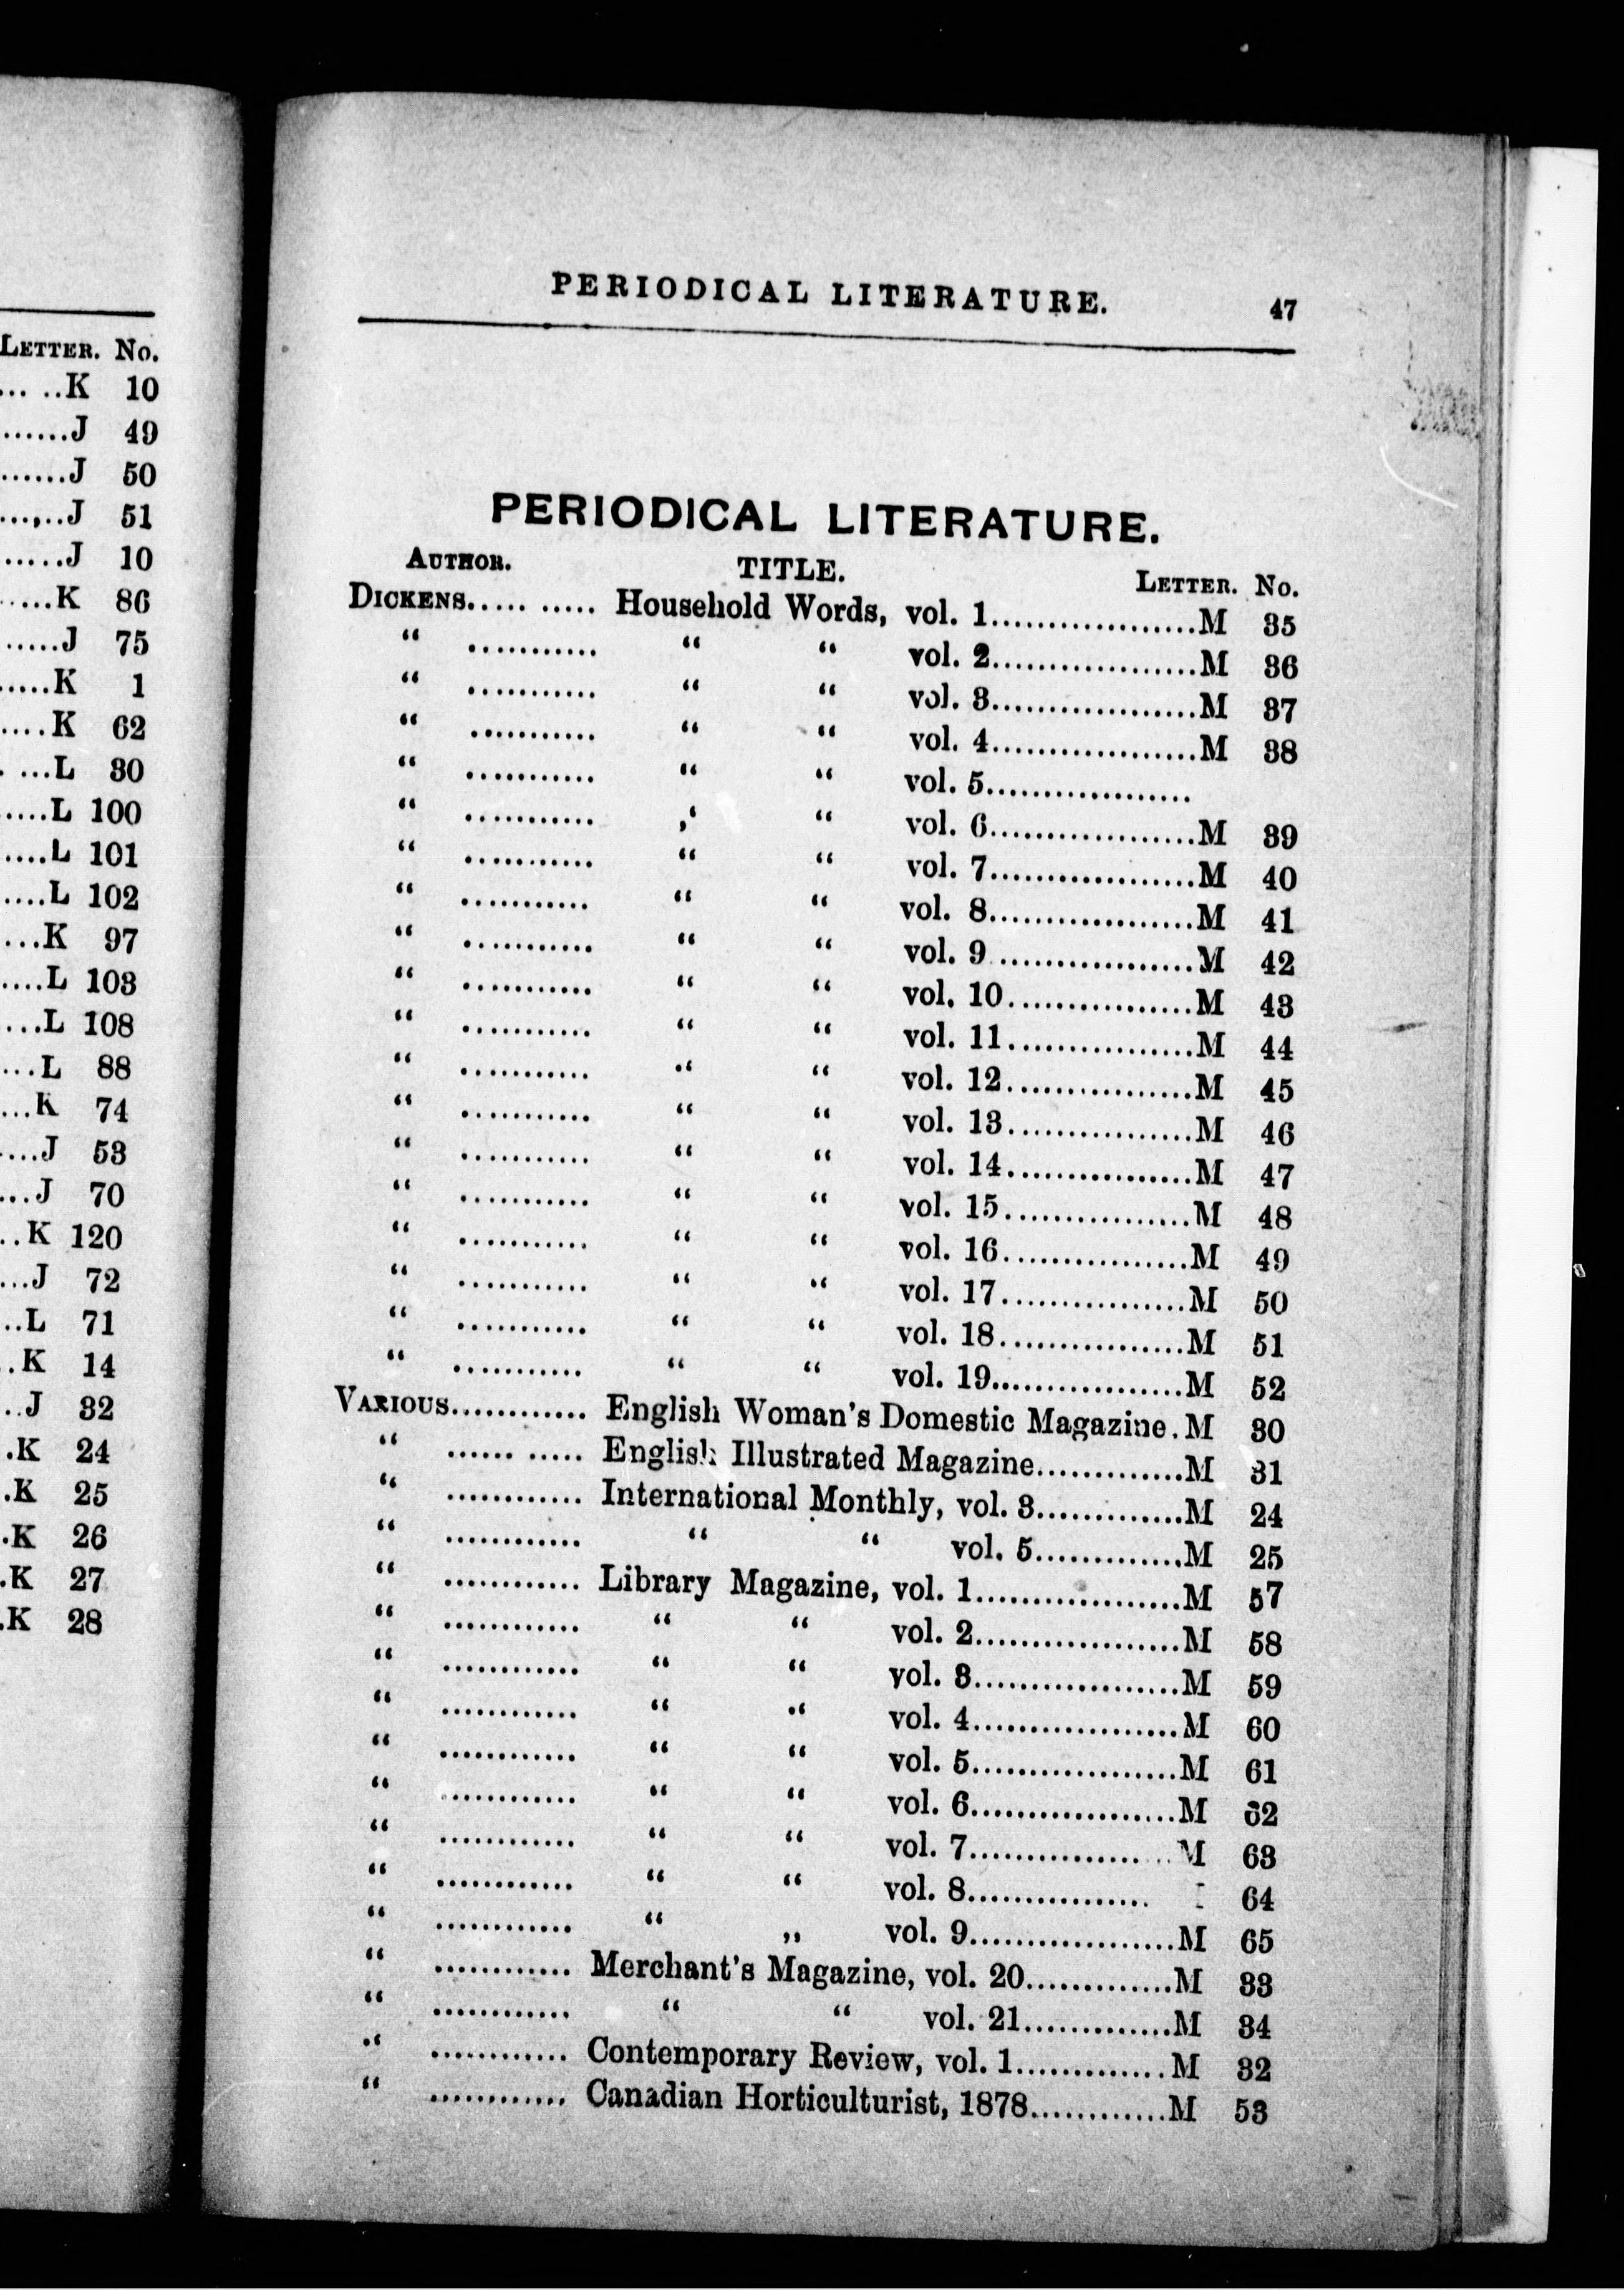 LETTER. No.
... ..K 10
......J 49
......J 50
...,..J 51
.....J 10
....K 86
.....J 75
.....K 1
....K 62
. ...L 30
.....L 100
....L 101
....L 102
...K 97
....L 103
...L 108
...L 88
...K 74
....J 53
...J 70
..K 120
...J 72
..L 71
.K 14
..J 32
.K 24
.K 25
.K 26
.K 27
.K 28
PERIODICAL LITERATURE. 47
PERIODICAL LITERATURE.
AUTHOR. TITLE. LETTER. No.
DICKENS..... ..... Household Words, vol. 1..................M 35
“ ........... “ “ vol. 2..................M 36
“ ........... “ “ vol. 3..................M 37
“ ........... “ “ vol. 4..................M 38
“ ........... “ “ vol. 5..................
“ ........... ,‘ “ vol. 6..................M 39
“ ........... “ “ vol. 7..................M 40
“ ........... “ “ vol. 8..................M 41
“ ........... “ “ vol. 9..................M 42
“ ........... “ “ vol. 10................M 43
“ ........... “ “ vol. 11................M 44
“ ........... “ “ vol. 12................M 45
“ ........... “ “ vol. 13................M 46
“ ........... “ “ vol. 14................M 47
“ ........... “ “ vol. 15................M 48
“ ........... “ “ vol. 16................M 49
“ ........... “ “ vol. 17................M 50
“ ........... “ “ vol. 18................M 51
“ ........... “ “ vol. 19.................M 52
VARIOUS............ English Woman's Domestic Magazine.M 30
“ ...... ..... English Illustrated Magazine.............M 31
“ ............ International Monthly, vol. 3.............M 24
“ ............ “ “ vol. 5.............M 25
“ ............ Library Magazine, vol. 1..................M 57
“ ............ “ “ vol. 2..................M 58
“ ............ “ “ vol. 3..................M 59
“ ............ “ “ vol. 4..................M 60
“ ............ “ “ vol. 5..................M 61
“ ............ “ “ vol. 6..................M 62
“ ............ “ “ vol. 7............... ..M 63
“ ............ “ “ vol. 8................ 64
“ ............ “ „ vol. 9..................M 65
“ ............ Merchant's Magazine, vol. 20.............M 33
“ ............ “ “ vol. 21.............M 34
“ ............ Contemporary Review, vol. 1.............M 32
“ ............ Canadian Horticulturist, 1878............M 53